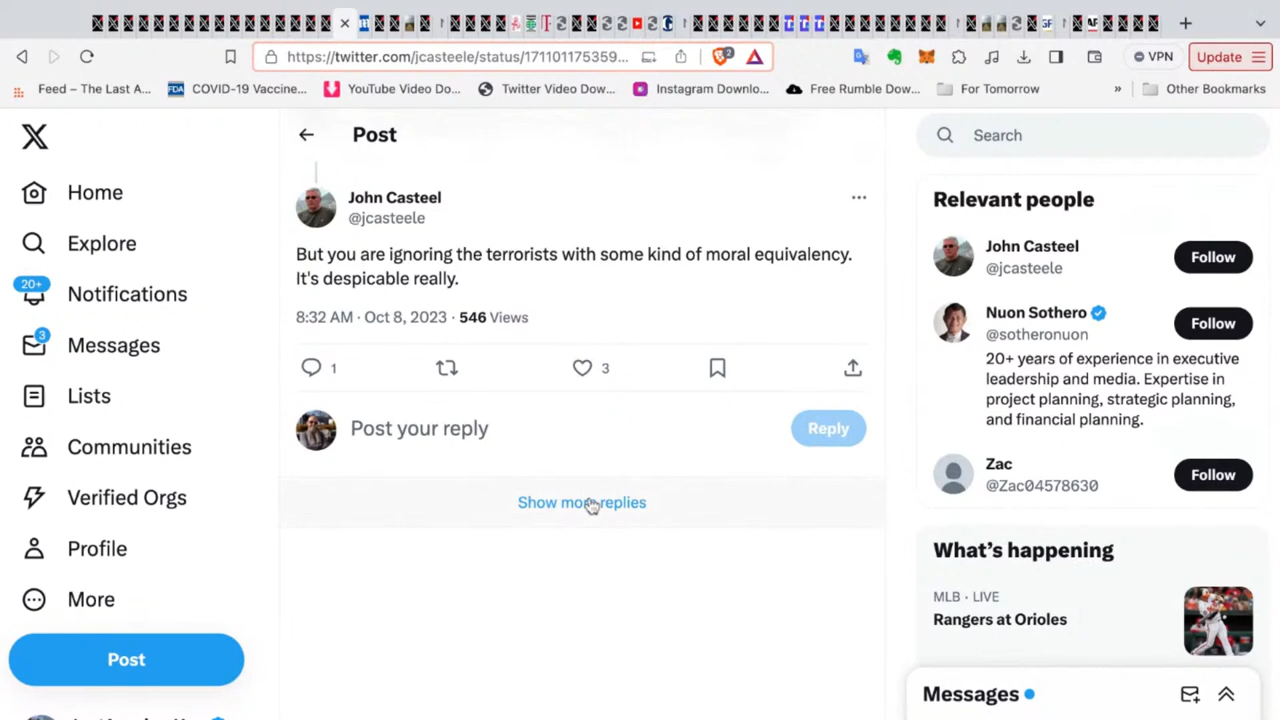 https://twitter.com/jcasteele/status/171101175359...
2
VPN
Update
Feed – The Last A...
FDA
COVID-19 Vaccine...
YouTube Video Do...
Twitter Video Dow...
Instagram Downlo...
Free Rumble Dow...
For Tomorrow
»
Other Bookmarks
X
Home
Explore
20+
Notifications
3
Messages
Lists
Communities
Verified Orgs
Profile
More
Post
Post
John Casteel
@jcasteele
But you are ignoring the terrorists with some kind of moral equivalency.
It's despicable really.
8:32 AM · Oct 8, 2023 · 546 Views
1
3
Post your reply
Reply
Show more replies
Search
Relevant people
John Casteel
@jcasteele
Follow
Nuon Sothero
@sotheronuon
Follow
20+ years of experience in executive
leadership and media. Expertise in
project planning, strategic planning,
and financial planning.
Zac
@Zac04578630
Follow
What's happening
MLB · LIVE
Rangers at Orioles
Messages